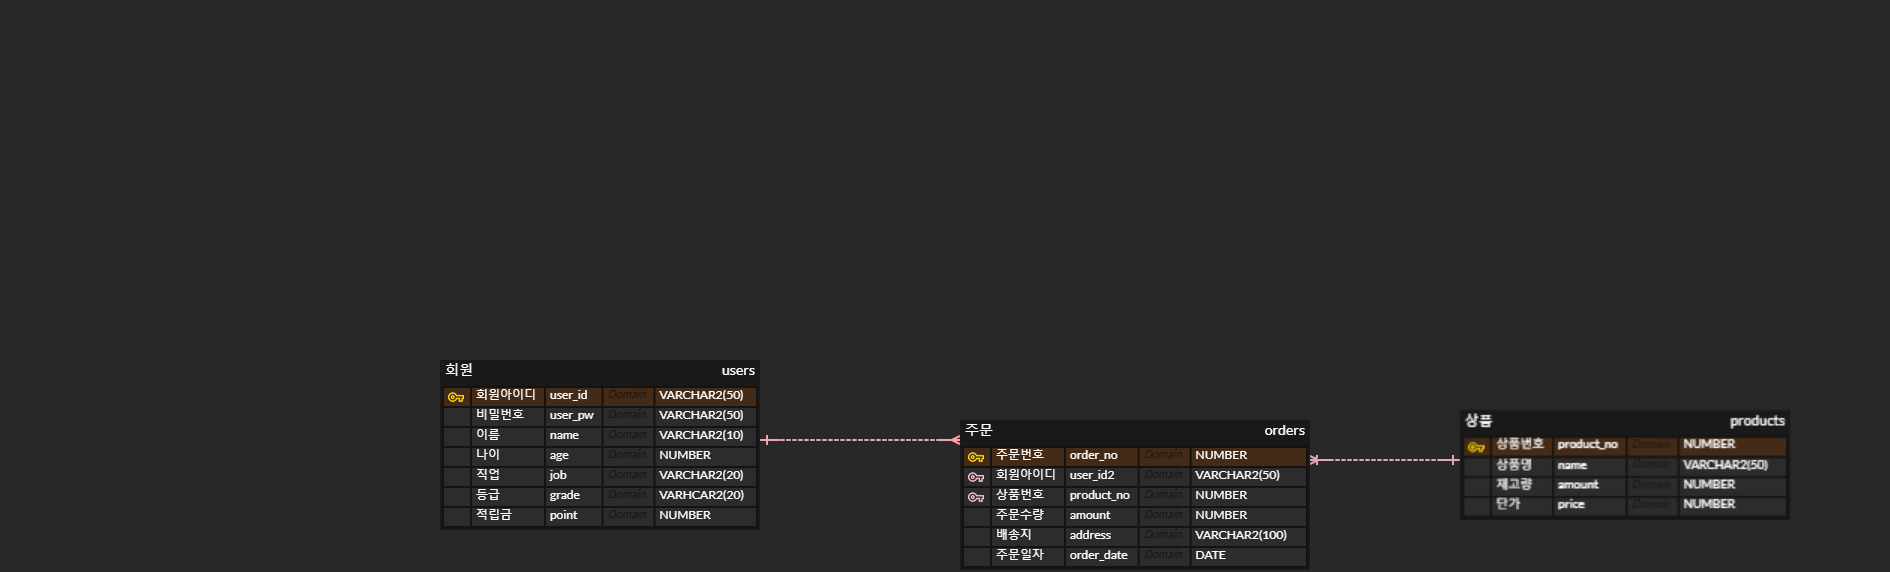 회원 users
회원아이디 user_id Domain VARCHAR2(50)
비밀번호 user_pw Domain VARCHAR2(50)
이름 name Domain VARCHAR2(10)
나이 age Domain NUMBER
직업 job Domain VARCHAR2(20)
등급 grade Domain VARHCAR2(20)
적립금 point Domain NUMBER
주문 orders
주문번호 order_no Domain NUMBER
회원아이디 user_id2 Domain VARCHAR2(50)
상품번호 product_no Domain NUMBER
주문수량 amount Domain NUMBER
배송지 address Domain VARCHAR2(100)
주문일자 order_date Domain DATE
상품 products
상품번호 product_no Domain NUMBER
상품명 name Domain VARCHAR2(50)
재고량 amount Domain NUMBER
단가 price Domain NUMBER